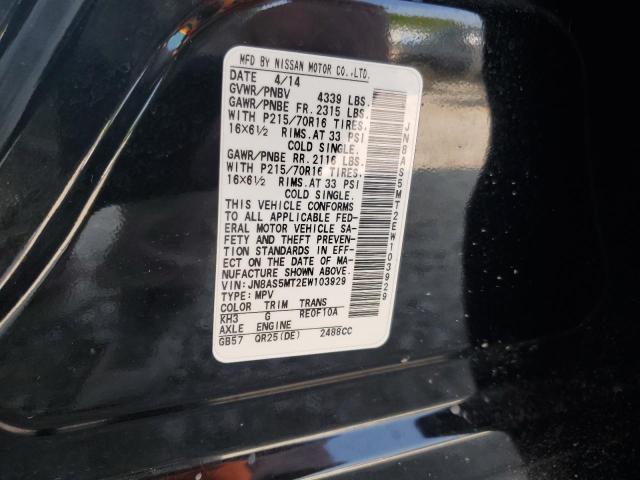 MFD BY NISSAN MOTOR CO.,LTD.
DATE 4/14
GVWR/PNBV 4339 LBS.
GAWR/PNBE FR. 2315 LBS.
WITH P215/70R16 TIRES.
16X6½ RIMS.AT 33 PSI
COLD SINGLE.
GAWR/PNBE RR. 2116 LBS.
WITH P215/70R16 TIRES.
16X6½ RIMS.AT 33 PSI
COLD SINGLE.
THIS VEHICLE CONFORMS
TO ALL APPLICABLE FED-
ERAL MOTOR VEHICLE SA-
FETY AND THEFT PREVEN-
TION STANDARDS IN EFF-
ECT ON THE DATE OF MA-
NUFACTURE SHOWN ABOVE.
VIN:JN8AS5MT2EW103929
TYPE:MPV
COLOR TRIM TRANS
KH3 G RE0F10A
AXLE ENGINE
GB57 QR25(DE) 2488CC
JN8AS5MT2EW103929